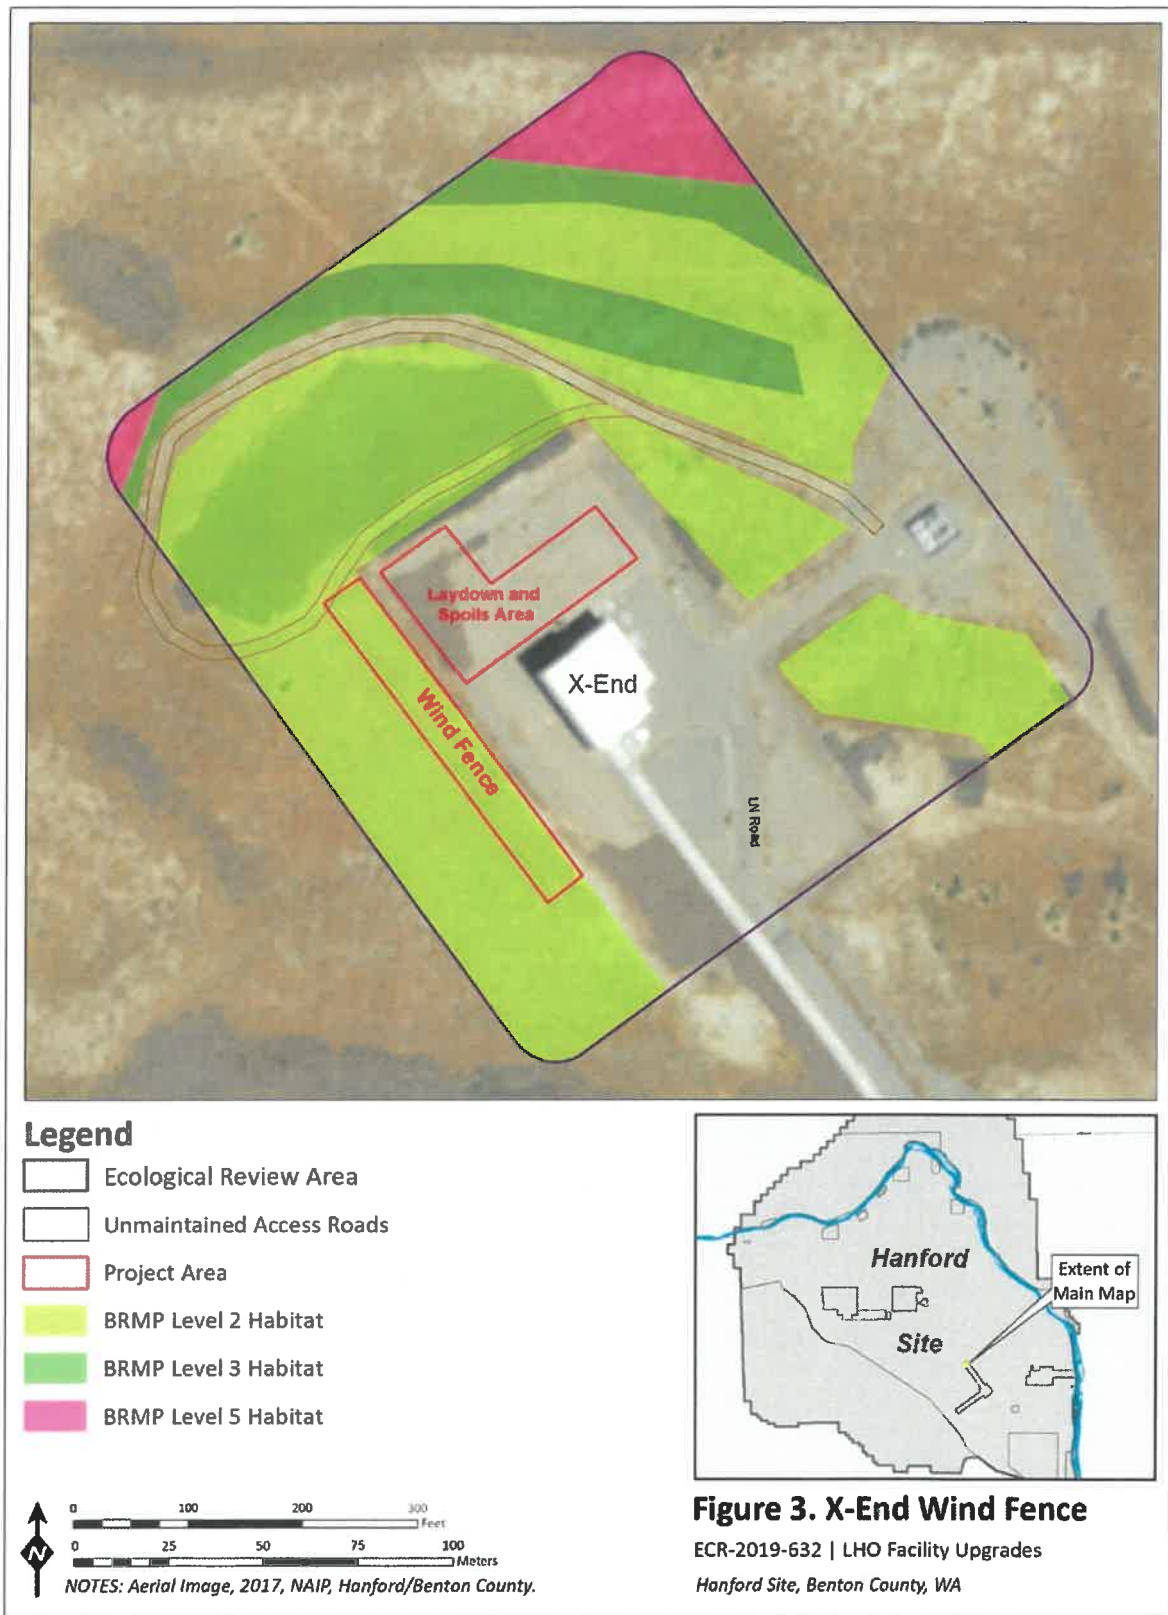 Laydown and
Spoils Area
X-End
Wind Fence
LN Road
Legend
Ecological Review Area
Unmaintained Access Roads
Project Area
BRMP Level 2 Habitat
BRMP Level 3 Habitat
BRMP Level 5 Habitat
Hanford
Site
Extent of
Main Map
N
0 100 200 300
Feet
0 25 50 75 100
Meters
NOTES: Aerial Image, 2017, NAIP, Hanford/Benton County.
Figure 3. X-End Wind Fence
ECR-2019-632 | LHO Facility Upgrades
Hanford Site, Benton County, WA